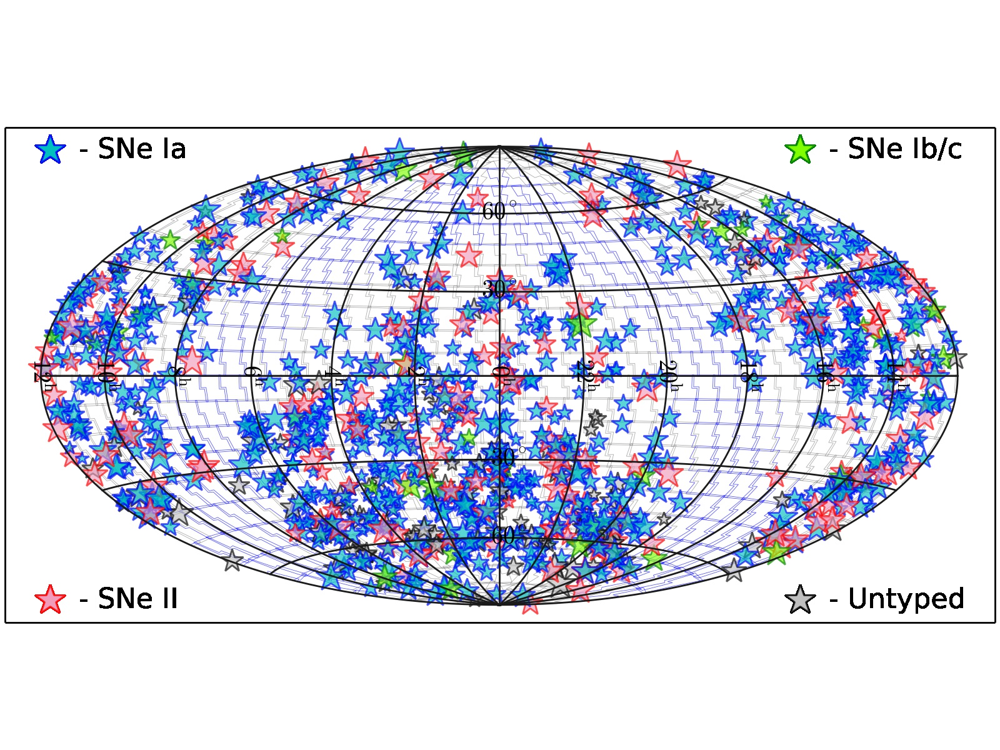 - SNe Ia
- SNe Ib/c
60°
30°
12h 10h 8h 6h 4h 2h 0h 22h 20h 18h 16h 14h
30°
60°
- SNe II
- Untyped